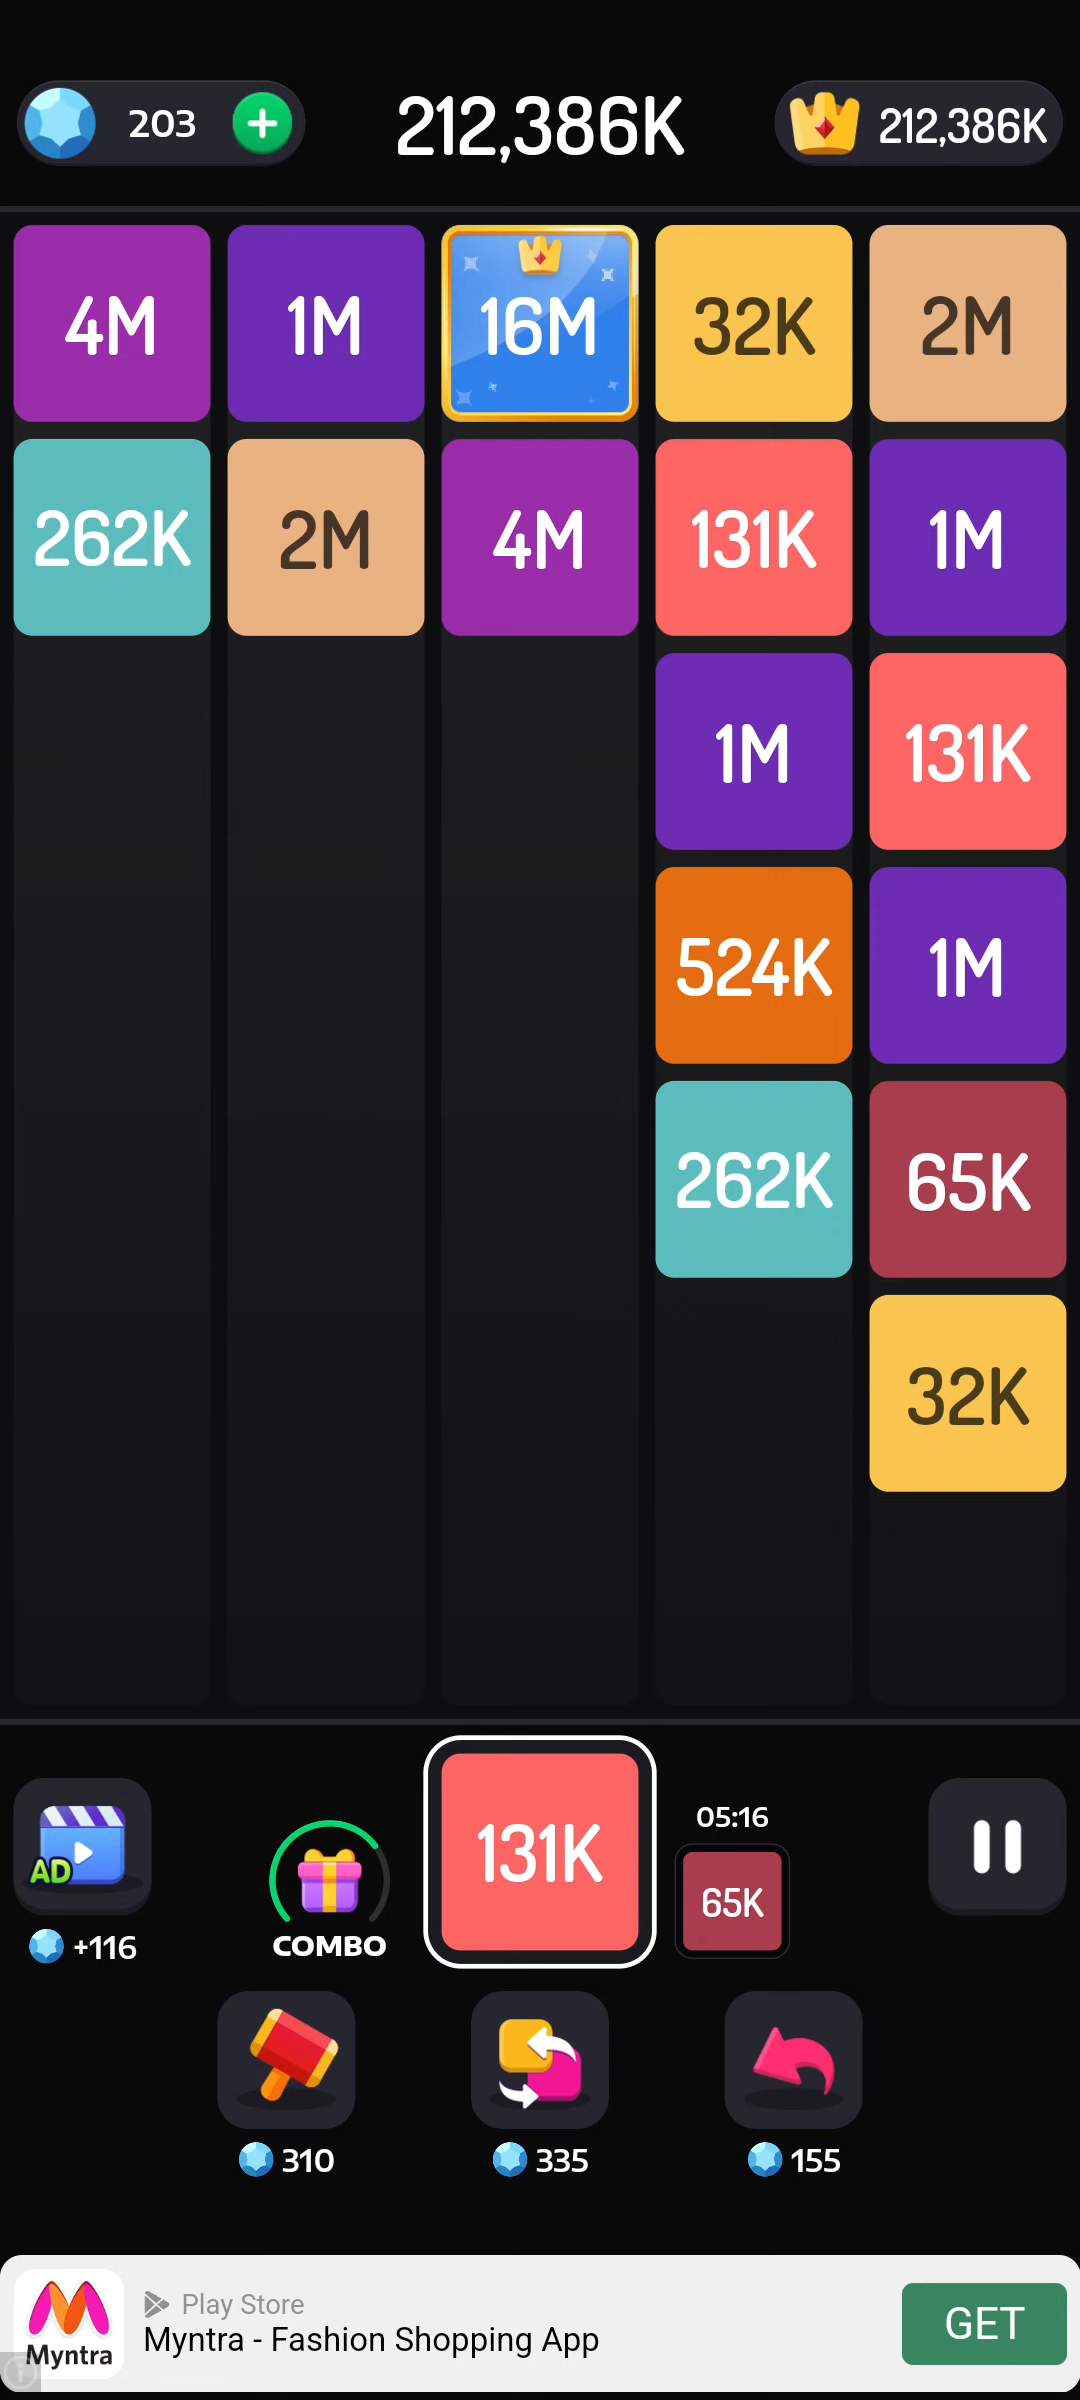 203
212,386K
212,386K
4M 1M 16M 32K 2M
262K 2M 4M 131K 1M
1M 131K
524K 1M
262K 65K
32K
AD
+116
COMBO
131K
05:16
65K
310
335
155
Myntra
Play Store
Myntra - Fashion Shopping App
GET